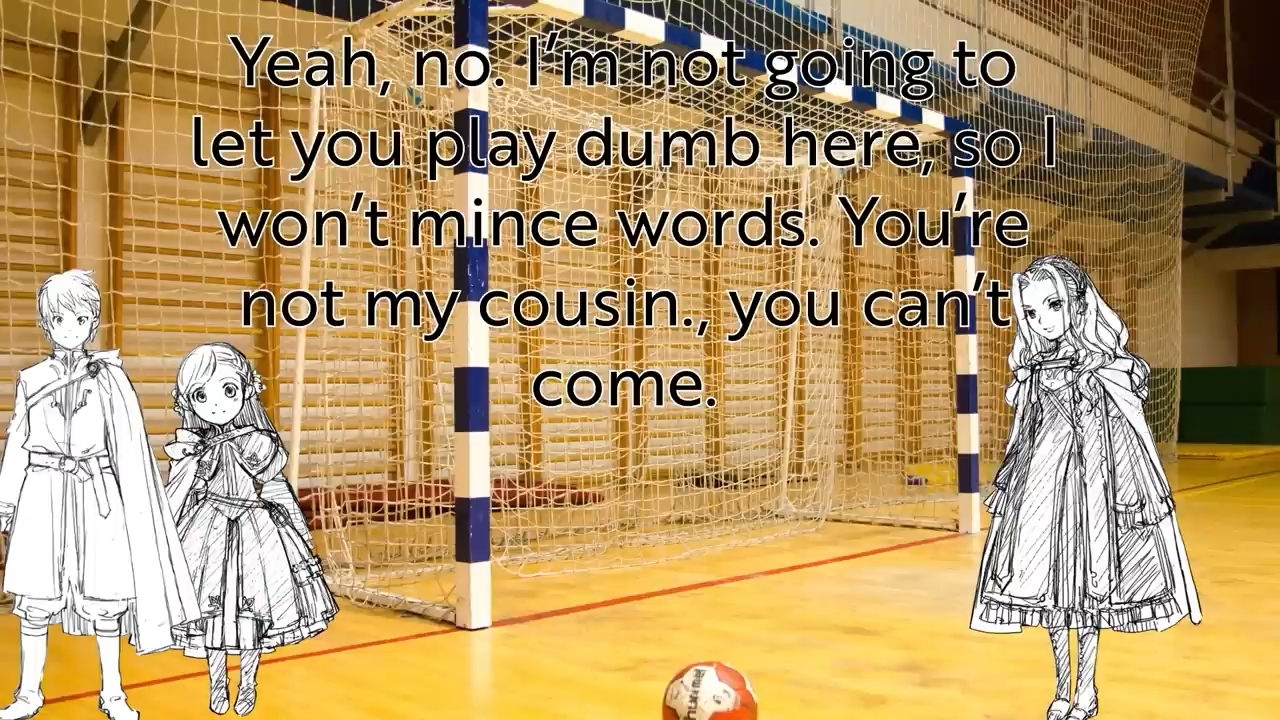 Yeah, no. I'm not going to
let you play dumb here, so I
won't mince words. You're
not my cousin., you can't
come.